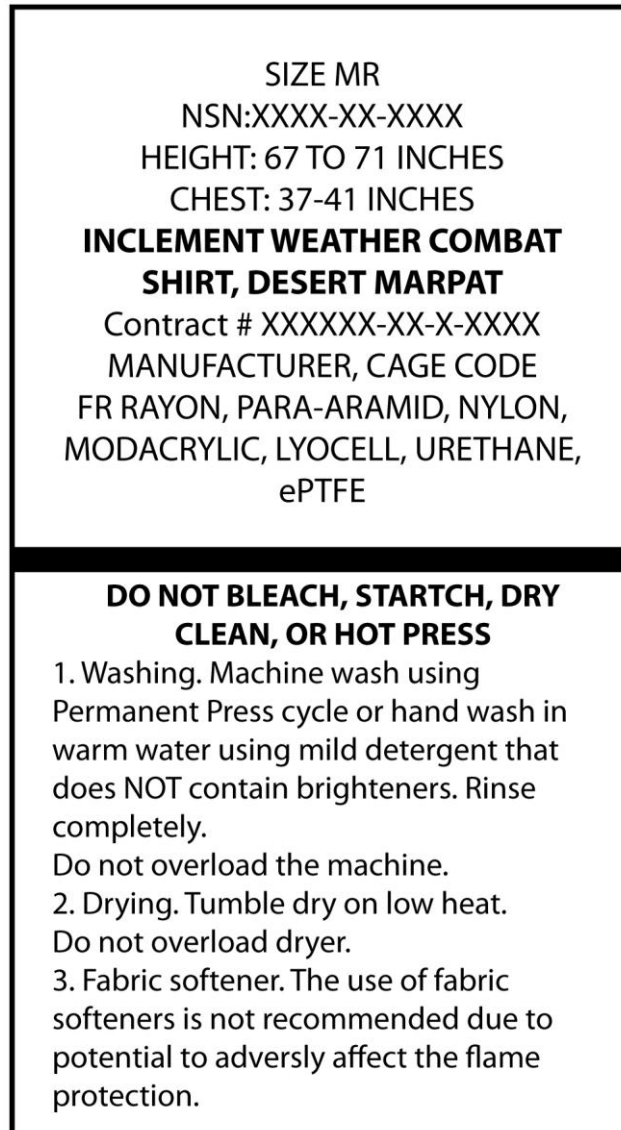 SIZE MR
NSN:XXXX-XX-XXXX
HEIGHT: 67 TO 71 INCHES
CHEST: 37-41 INCHES
INCLEMENT WEATHER COMBAT
SHIRT, DESERT MARPAT
Contract # XXXXXX-XX-X-XXXX
MANUFACTURER, CAGE CODE
FR RAYON, PARA-ARAMID, NYLON,
MODACRYLIC, LYOCELL, URETHANE,
ePTFE
DO NOT BLEACH, STARTCH, DRY
CLEAN, OR HOT PRESS
1. Washing. Machine wash using
Permanent Press cycle or hand wash in
warm water using mild detergent that
does NOT contain brighteners. Rinse
completely.
Do not overload the machine.
2. Drying. Tumble dry on low heat.
Do not overload dryer.
3. Fabric softener. The use of fabric
softeners is not recommended due to
potential to adversly affect the flame
protection.